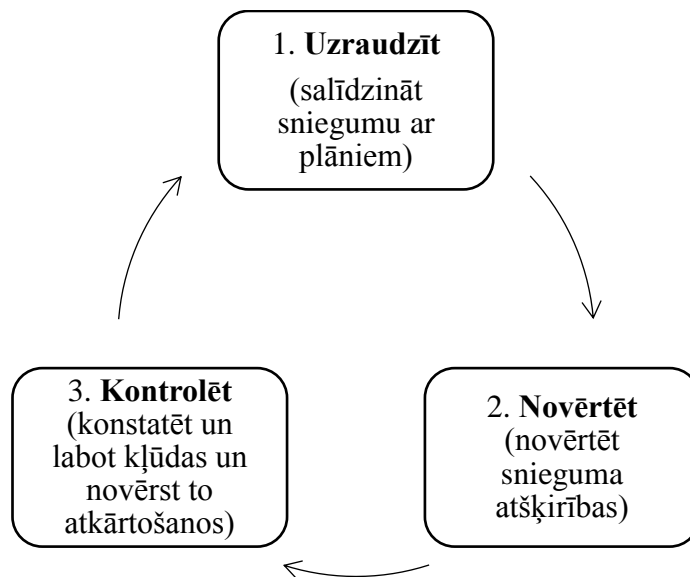 1. Uzraudzīt
(salīdzināt
sniegumu ar
plāniem)
2. Novērtēt
(novērtēt
snieguma
atšķirības)
3. Kontrolēt
(konstatēt un
labot kļūdas un
novērst to
atkārtošanos)